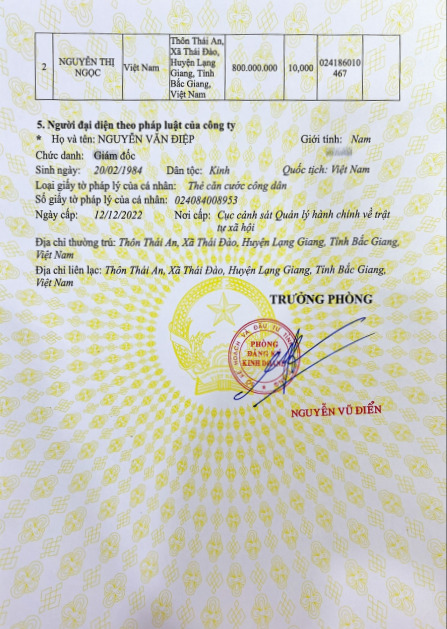 2 NGUYỄN THỊ NGỌC Việt Nam Thôn Thái An, Xã Thái Đào, Huyện Lạng Giang, Tỉnh Bắc Giang, Việt Nam 800.000.000 10,000 024186010467
5. Người đại diện theo pháp luật của công ty
* Họ và tên: NGUYỄN VĂN ĐIỆP Giới tính: Nam
Chức danh: Giám đốc
Sinh ngày: 20/02/1984 Dân tộc: Kinh Quốc tịch: Việt Nam
Loại giấy tờ pháp lý của cá nhân: Thẻ căn cước công dân
Số giấy tờ pháp lý của cá nhân: 024084008953
Ngày cấp: 12/12/2022 Nơi cấp: Cục cảnh sát Quản lý hành chính về trật
tự xã hội
Địa chỉ thường trú: Thôn Thái An, Xã Thái Đào, Huyện Lạng Giang, Tỉnh Bắc Giang,
Việt Nam
Địa chỉ liên lạc: Thôn Thái An, Xã Thái Đào, Huyện Lạng Giang, Tỉnh Bắc Giang,
Việt Nam
TRƯỞNG PHÒNG
PHÒNG
ĐĂNG KÝ
KINH DOANH
NGUYỄN VŨ ĐIỂN